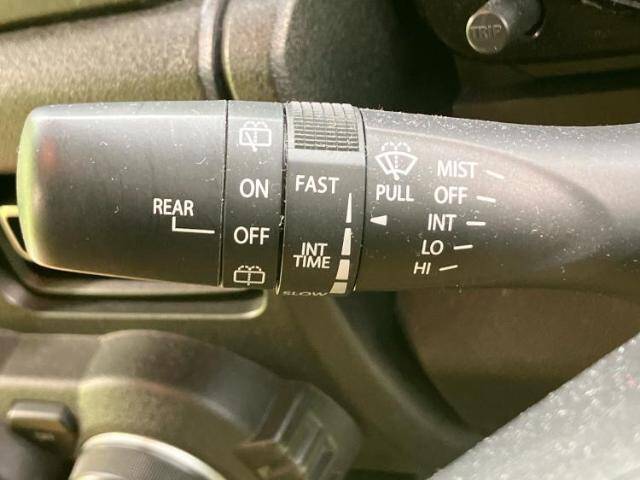 TRIP
REAR
ON
OFF
FAST
INT
TIME
SLOW
PULL
MIST
OFF
INT
LO
HI